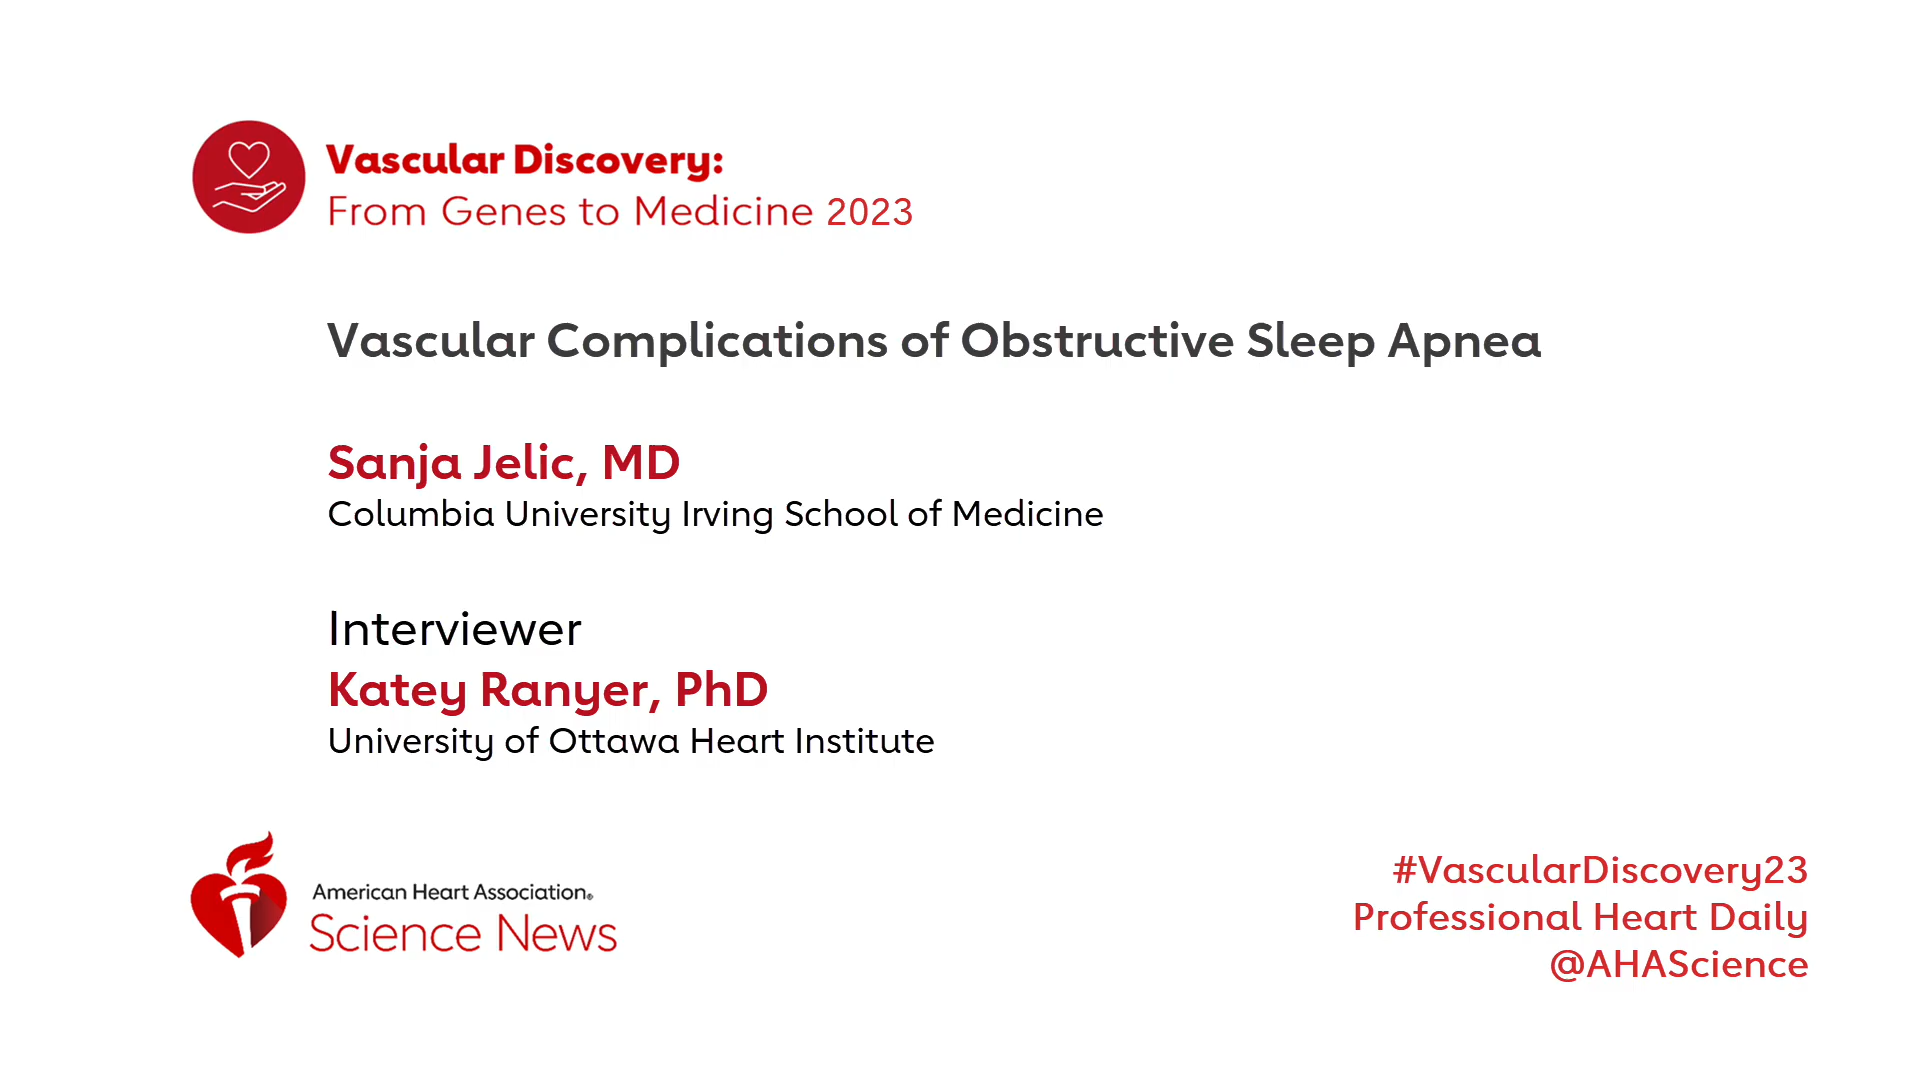 Vascular Discovery:
From Genes to Medicine 2023
Vascular Complications of Obstructive Sleep Apnea
Sanja Jelic, MD
Columbia University Irving School of Medicine
Interviewer
Katey Ranyer, PhD
University of Ottawa Heart Institute
American Heart Association®
Science News
#VascularDiscovery23
Professional Heart Daily
@AHAScience